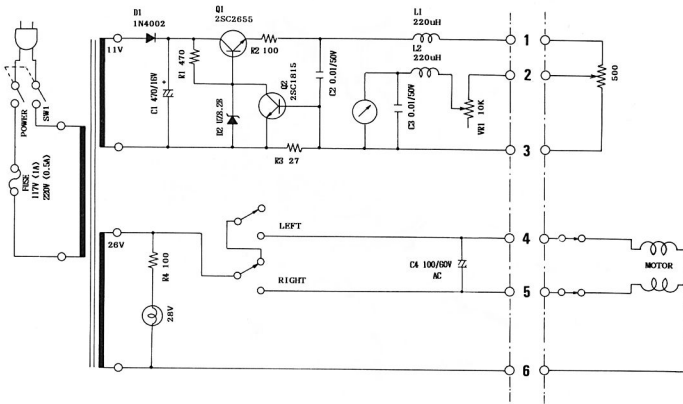 D1
1N4002
Q1
2SC2655
R2 100
L1
220uH
L2
220uH
11V
R1 470
C1 470/16V
+
D2 UZ8.2B
Q2
2SC1815
C2 0.01/50V
C3 0.01/50V
VR1 10K
R3 27
1
2
3
500
POWER
SW1
FUSE
117V (1A)
220V (0.5A)
26V
R4 100
28V
LEFT
RIGHT
C4 100/60V
AC
4
5
6
MOTOR